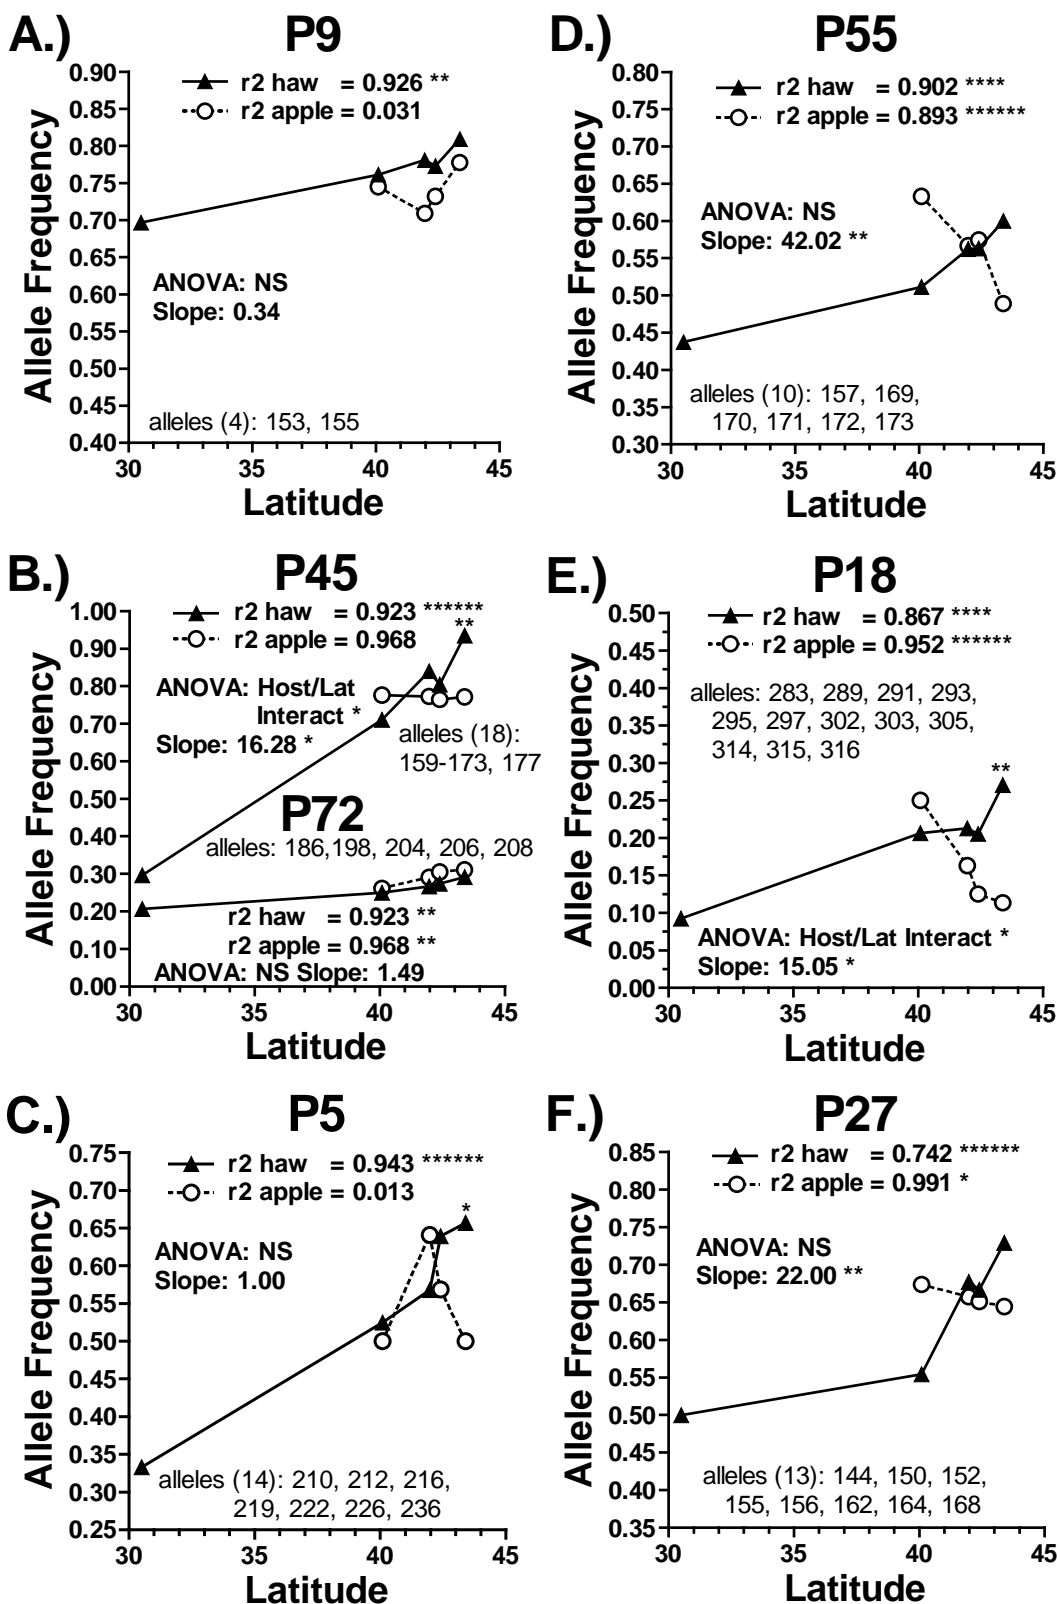 A.) P9
r2 haw = 0.926 **
r2 apple = 0.031
0.90
0.85
0.80
0.75
0.70
0.65
0.60
0.55
0.50
0.45
0.40
Allele Frequency
ANOVA: NS
Slope: 0.34
alleles (4): 153, 155
30 35 40 45
Latitude
D.) P55
r2 haw = 0.902 ****
r2 apple = 0.893 ******
0.80
0.75
0.70
0.65
0.60
0.55
0.50
0.45
0.40
0.35
0.30
Allele Frequency
ANOVA: NS
Slope: 42.02 **
alleles (10): 157, 169,
170, 171, 172, 173
30 35 40 45
Latitude
B.) P45
r2 haw = 0.923 ******
r2 apple = 0.968
**
1.00
0.90
0.80
0.70
0.60
0.50
0.40
0.30
0.20
0.10
0.00
Allele Frequency
ANOVA: Host/Lat
Interact *
Slope: 16.28 *
alleles (18):
159-173, 177
P72
alleles: 186,198, 204, 206, 208
r2 haw = 0.923 **
r2 apple = 0.968 **
ANOVA: NS Slope: 1.49
30 35 40 45
Latitude
E.) P18
r2 haw = 0.867 ****
r2 apple = 0.952 ******
0.50
0.45
0.40
0.35
0.30
0.25
0.20
0.15
0.10
0.05
0.00
Allele Frequency
alleles: 283, 289, 291, 293,
295, 297, 302, 303, 305,
314, 315, 316
**
ANOVA: Host/Lat Interact *
Slope: 15.05 *
30 35 40 45
Latitude
C.) P5
r2 haw = 0.943 ******
r2 apple = 0.013
*
0.75
0.70
0.65
0.60
0.55
0.50
0.45
0.40
0.35
0.30
0.25
Allele Frequency
ANOVA: NS
Slope: 1.00
alleles (14): 210, 212, 216,
219, 222, 226, 236
30 35 40 45
Latitude
F.) P27
r2 haw = 0.742 ******
r2 apple = 0.991 *
0.85
0.80
0.75
0.70
0.65
0.60
0.55
0.50
0.45
0.40
0.35
Allele Frequency
ANOVA: NS
Slope: 22.00 **
alleles (13): 144, 150, 152,
155, 156, 162, 164, 168
30 35 40 45
Latitude